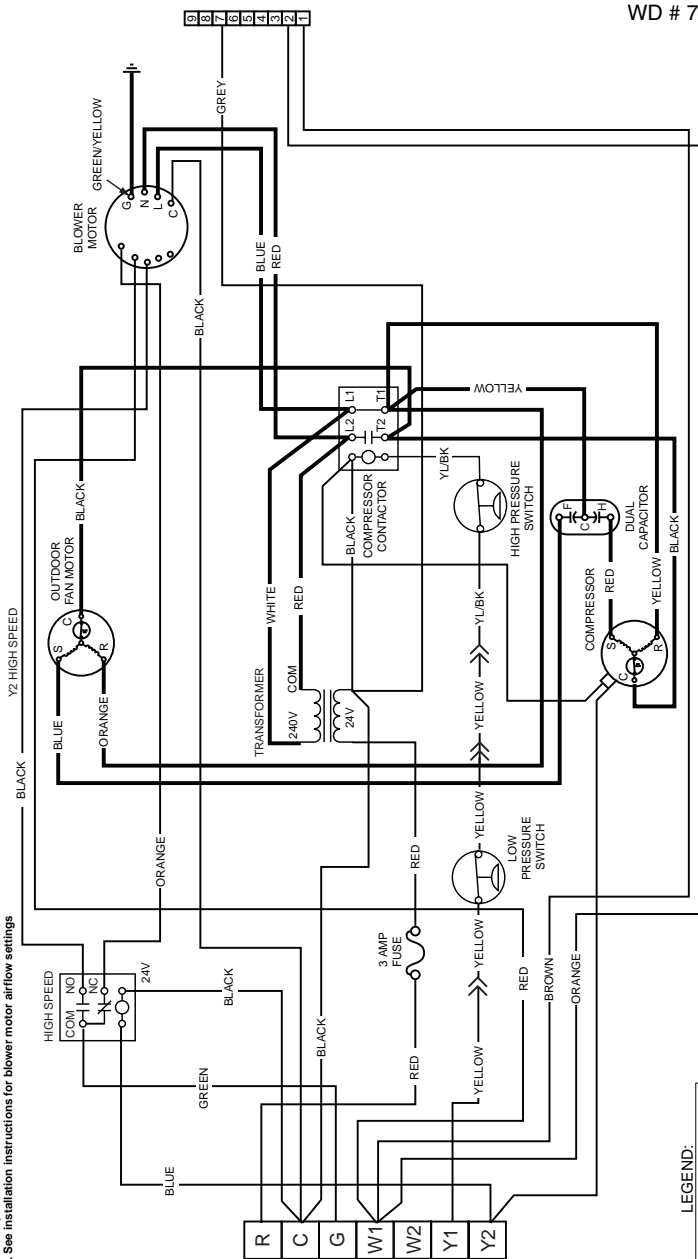 . See installation instructions for blower motor airflow settings
WD # 7
Y2 HIGH SPEED
BLACK
HIGH SPEED
COM
NO
NC
24V
BLUE
GREEN
BLACK
ORANGE
BLACK
OUTDOOR
FAN MOTOR
S
C
R
BLUE
ORANGE
BLACK
BLOWER
MOTOR
GREEN/YELLOW
G
N
L
C
BLACK
BLUE
RED
GREY
9
8
7
6
5
4
3
2
1
R
C
G
W1
W2
Y1
Y2
TRANSFORMER
240V
COM
24V
WHITE
RED
L2
L1
T2
T1
BLACK
COMPRESSOR
CONTACTOR
YL/BK
YELLOW
RED
3 AMP
FUSE
RED
YELLOW
YELLOW
LOW
PRESSURE
SWITCH
YELLOW
YELLOW
YL/BK
HIGH PRESSURE
SWITCH
RED
BROWN
ORANGE
COMPRESSOR
S
C
R
RED
YELLOW
BLACK
F
C
H
DUAL
CAPACITOR
LEGEND: